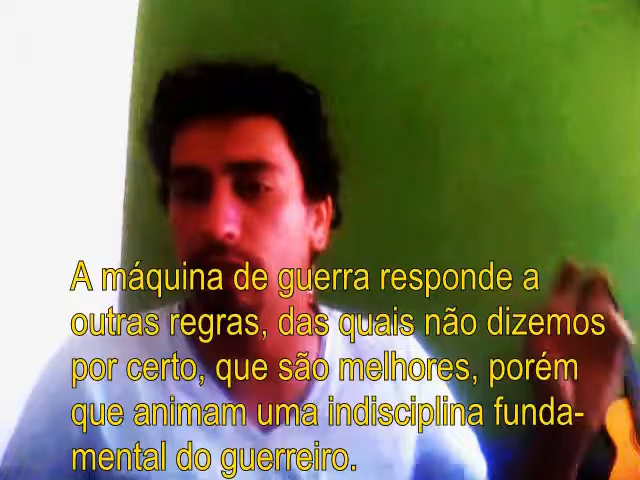 A máquina de guerra responde a
outras regras, das quais não dizemos
por certo, que são melhores, porém
que animam uma indisciplina funda-
mental do guerreiro.